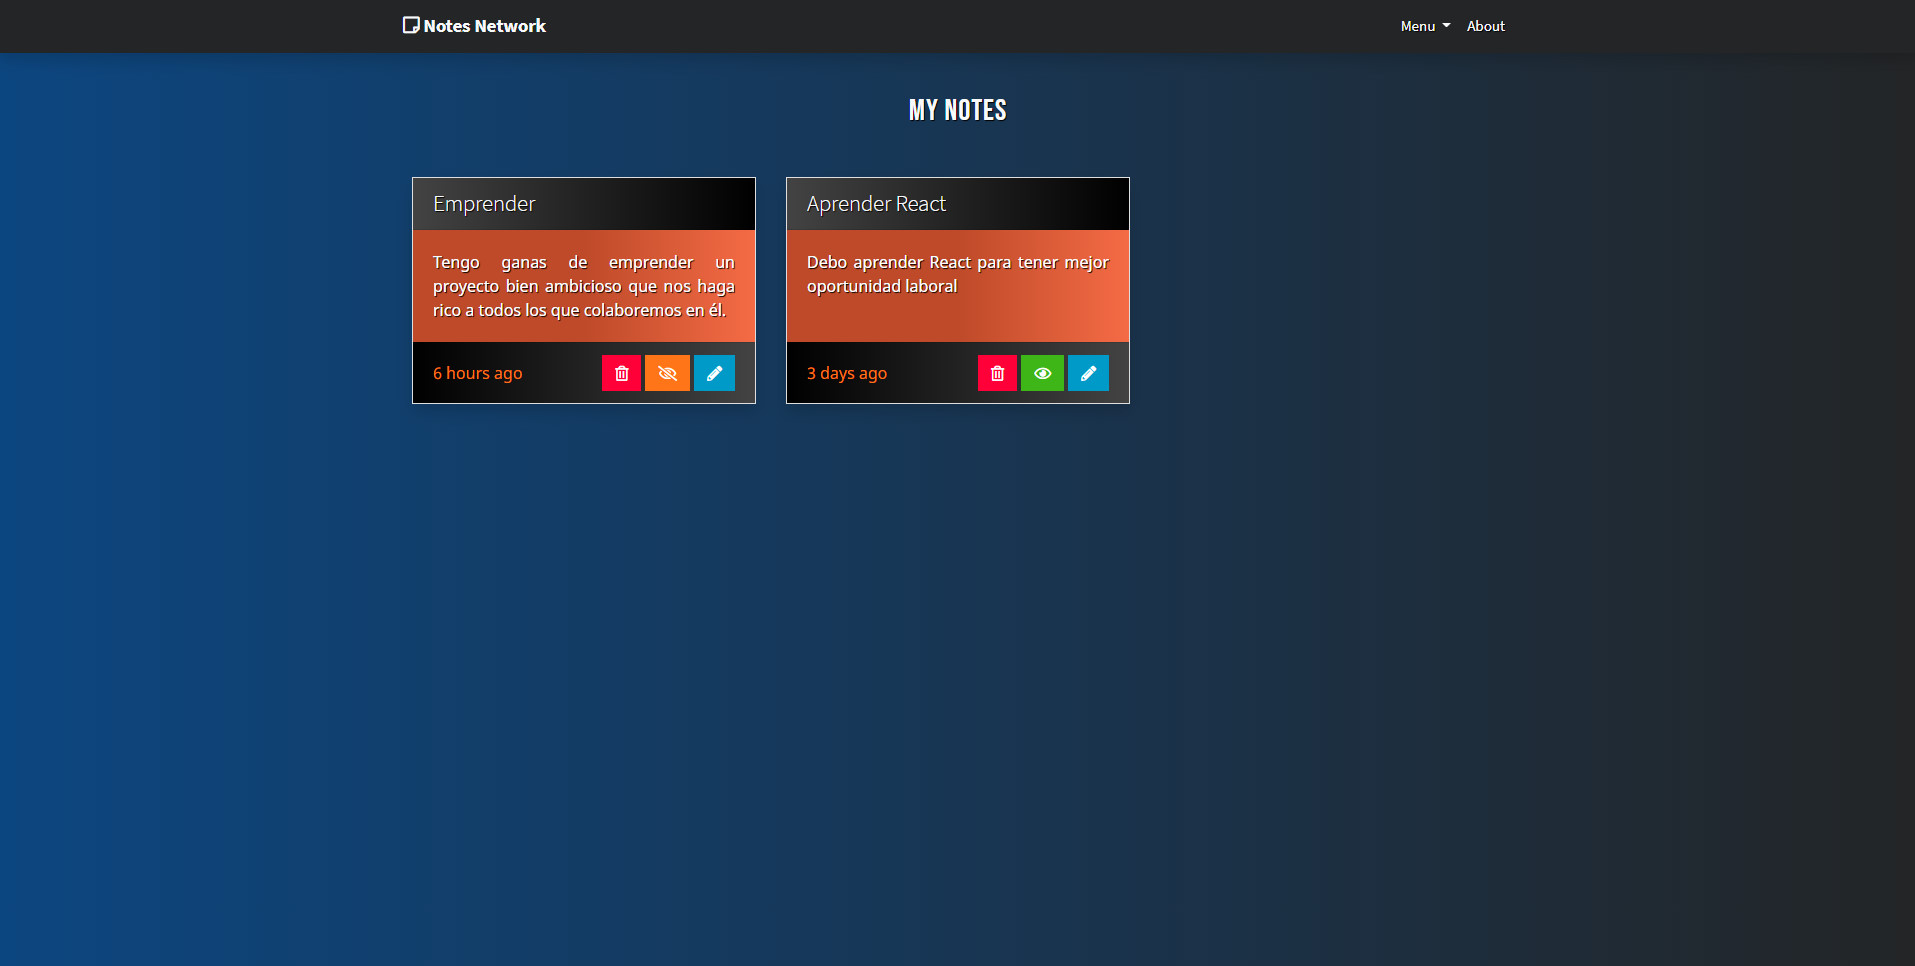 Notes Network
Menu
About
MY NOTES
Emprender
Tengo ganas de emprender un
proyecto bien ambicioso que nos haga
rico a todos los que colaboremos en él.
6 hours ago
Aprender React
Debo aprender React para tener mejor
oportunidad laboral
3 days ago